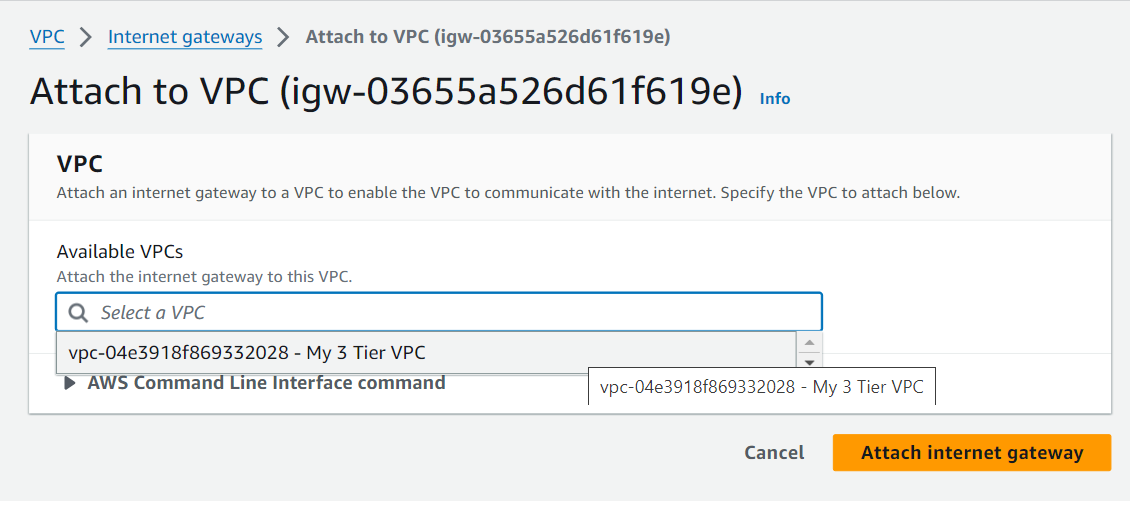 VPC > Internet gateways > Attach to VPC (igw-03655a526d61f619e)
Attach to VPC (igw-03655a526d61f619e) Info
VPC
Attach an internet gateway to a VPC to enable the VPC to communicate with the internet. Specify the VPC to attach below.
Available VPCs
Attach the internet gateway to this VPC.
Select a VPC
vpc-04e3918f869332028 - My 3 Tier VPC
AWS Command Line Interface command
vpc-04e3918f869332028 - My 3 Tier VPC
Cancel Attach internet gateway